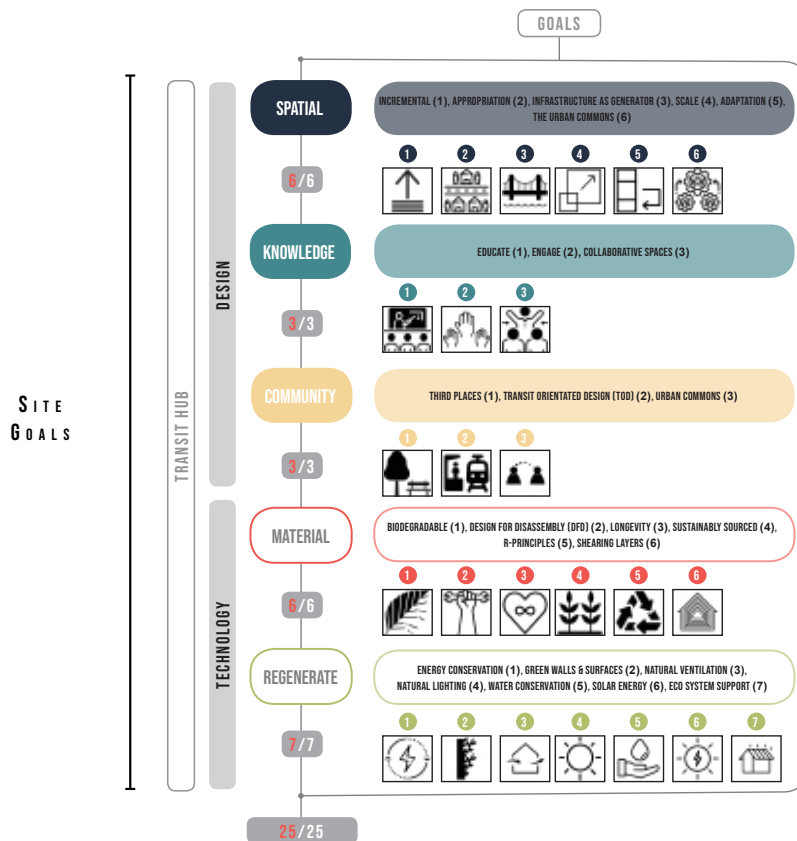 GOALS
SITE
GOALS
TRANSIT HUB
DESIGN
TECHNOLOGY
SPATIAL
INCREMENTAL (1), APPROPRIATION (2), INFRASTRUCTURE AS GENERATOR (3), SCALE (4), ADAPTATION (5),
THE URBAN COMMONS (6)
1 2 3 4 5 6
6/6
KNOWLEDGE
EDUCATE (1), ENGAGE (2), COLLABORATIVE SPACES (3)
1 2 3
3/3
COMMUNITY
THIRD PLACES (1), TRANSIT ORIENTATED DESIGN (TOD) (2), URBAN COMMONS (3)
1 2 3
3/3
MATERIAL
BIODEGRADABLE (1), DESIGN FOR DISASSEMBLY (DFD) (2), LONGEVITY (3), SUSTAINABLY SOURCED (4),
R-PRINCIPLES (5), SHEARING LAYERS (6)
1 2 3 4 5 6
6/6
REGENERATE
ENERGY CONSERVATION (1), GREEN WALLS & SURFACES (2), NATURAL VENTILATION (3),
NATURAL LIGHTING (4), WATER CONSERVATION (5), SOLAR ENERGY (6), ECO SYSTEM SUPPORT (7)
1 2 3 4 5 6 7
7/7
25/25